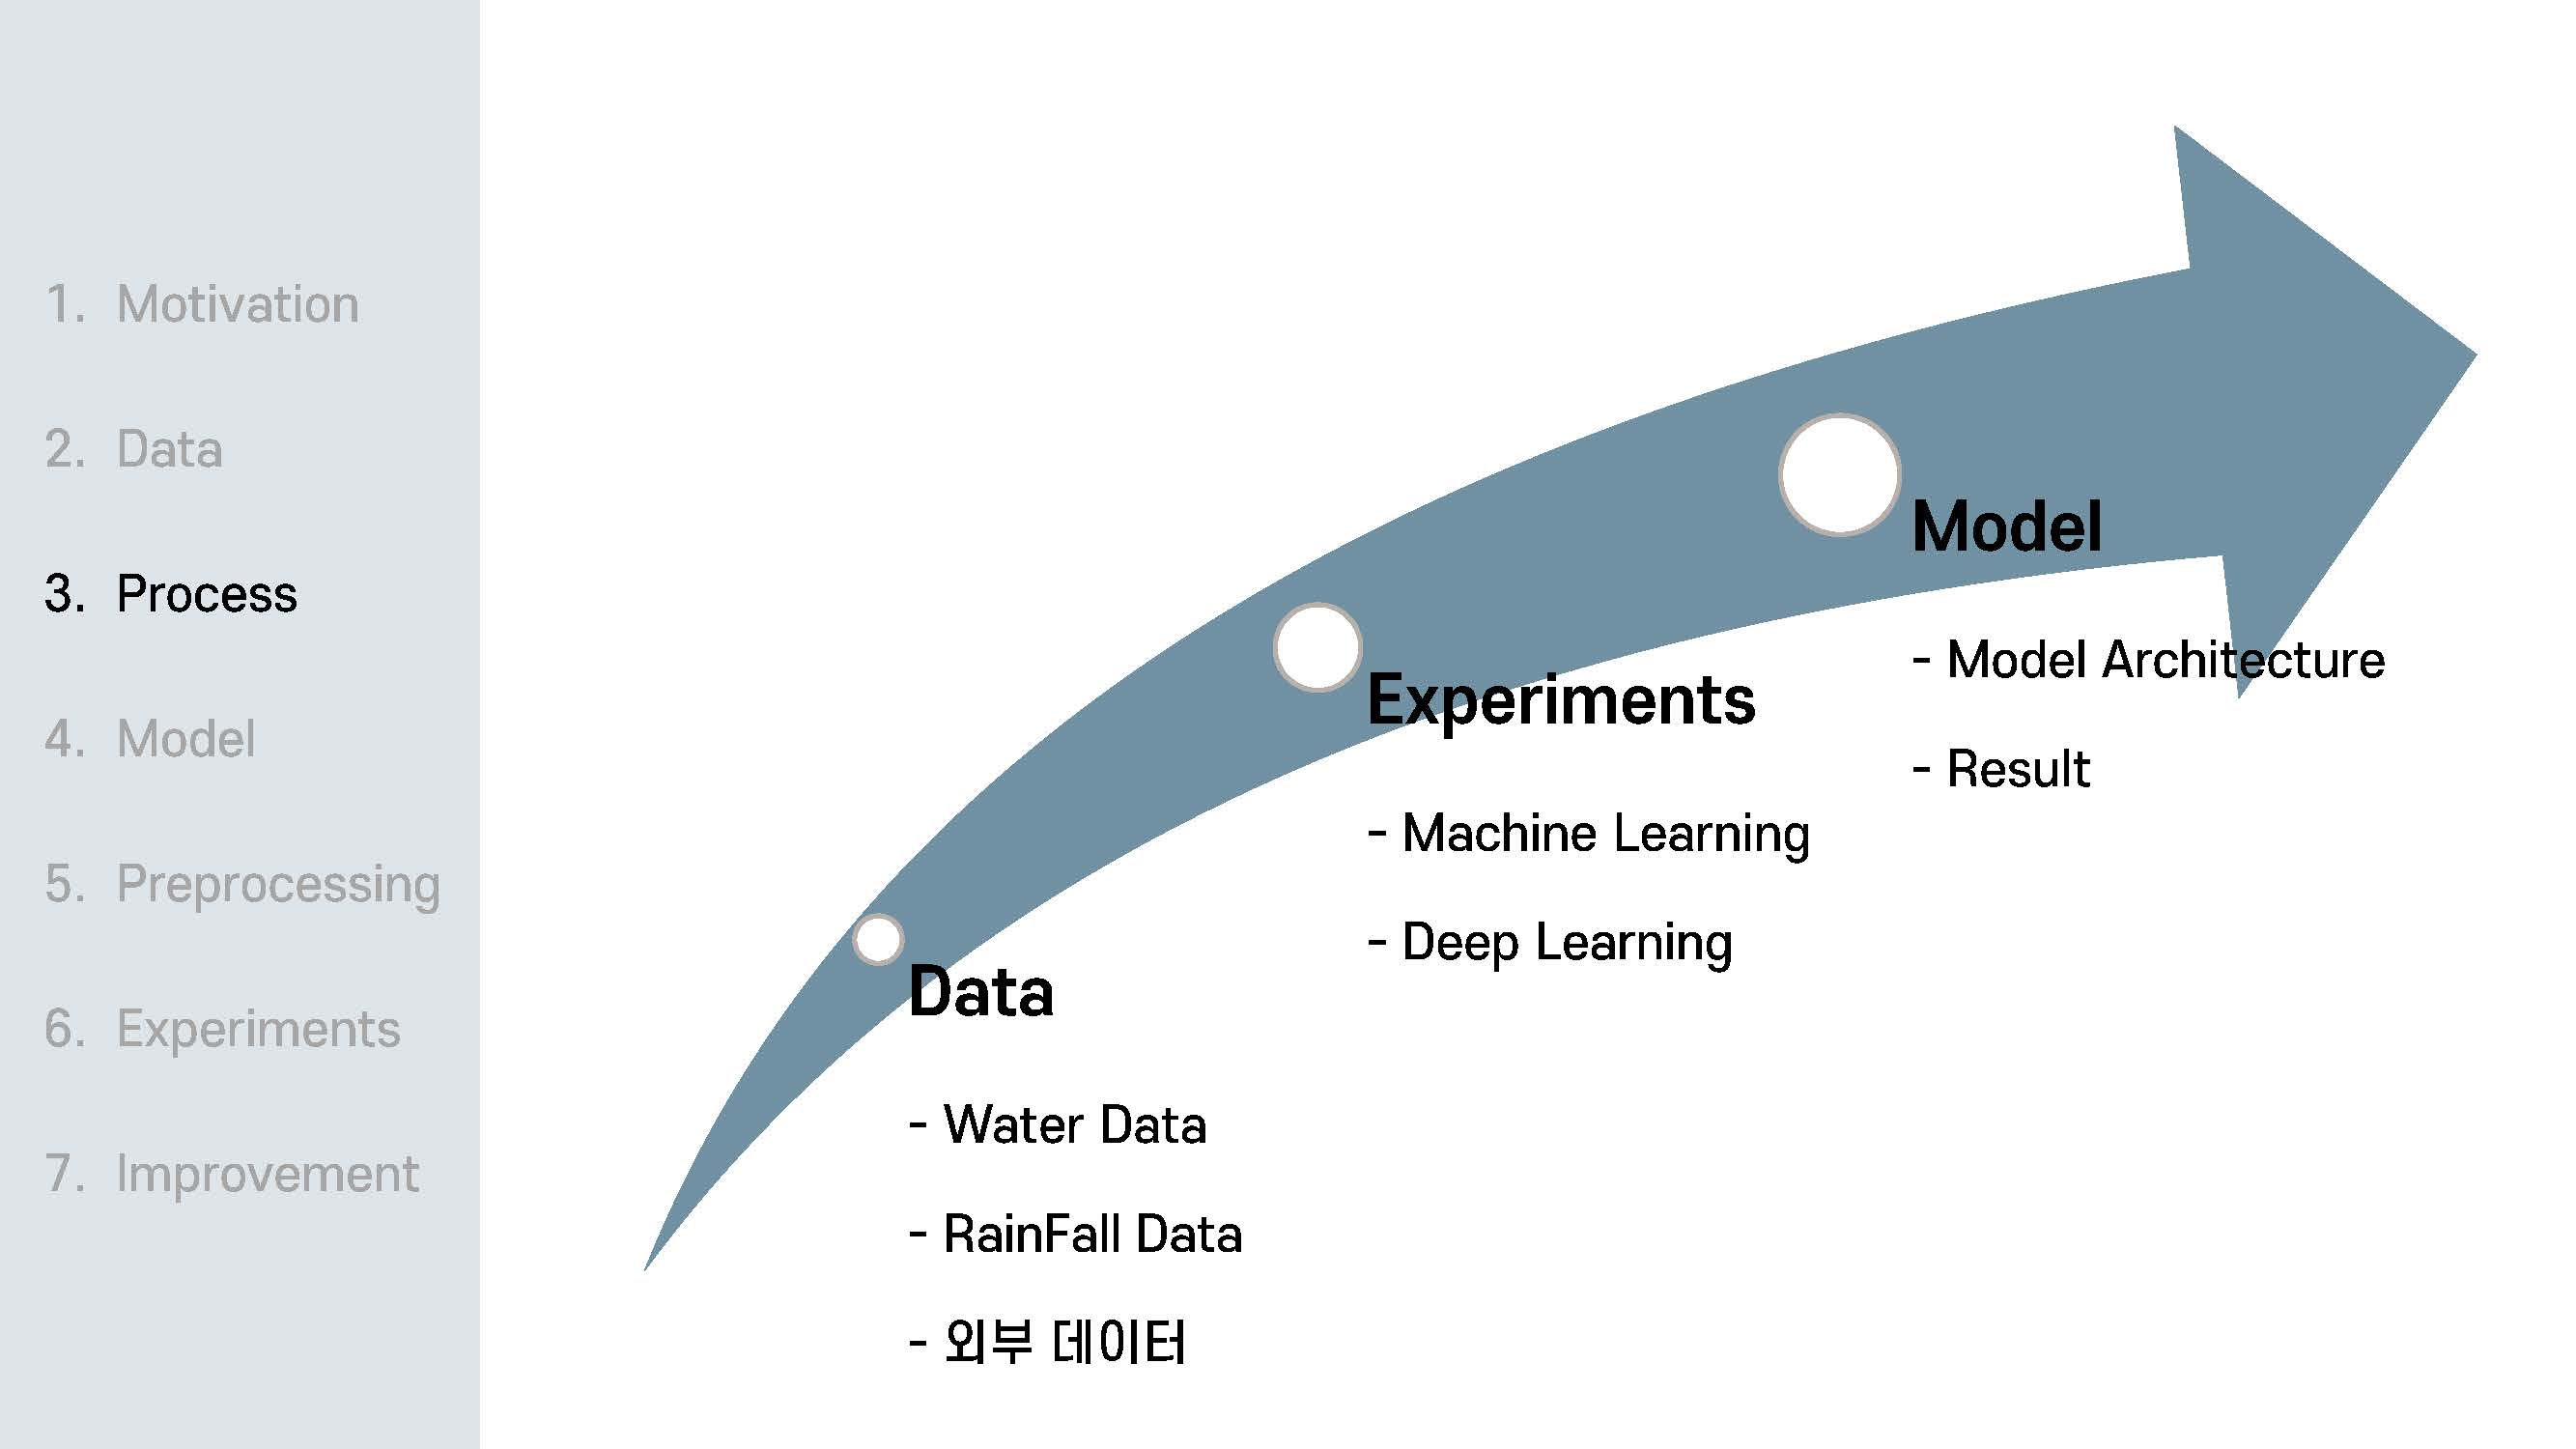 1. Motivation
2. Data
3. Process
4. Model
5. Preprocessing
6. Experiments
7. Improvement
Data
- Water Data
- RainFall Data
- 외부 데이터
Experiments
- Machine Learning
- Deep Learning
Model
- Model Architecture
- Result